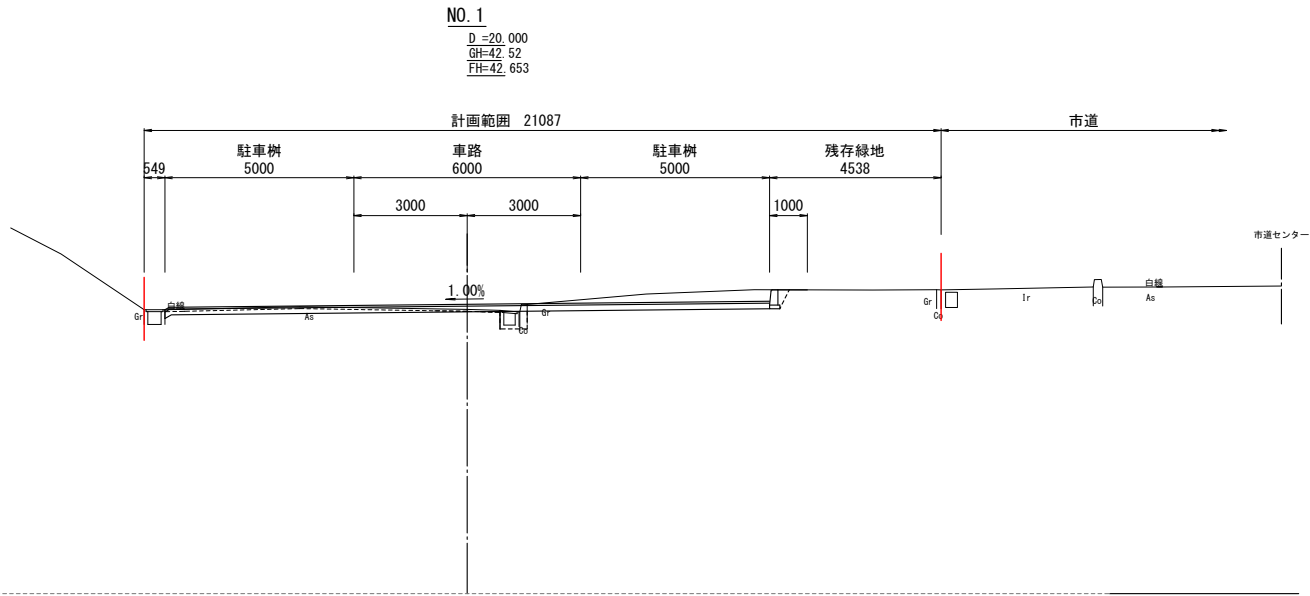 NO. 1
D =20. 000
GH=42. 52
FH=42. 653
計画範囲 21087
市道
駐車桝
車路
駐車桝
残存緑地
549
5000
6000
5000
4538
3000
3000
1000
市道センター
1. 00%
白線
白線
Gr
As
Gr
Co
Gr
Co
Ir
Co
As